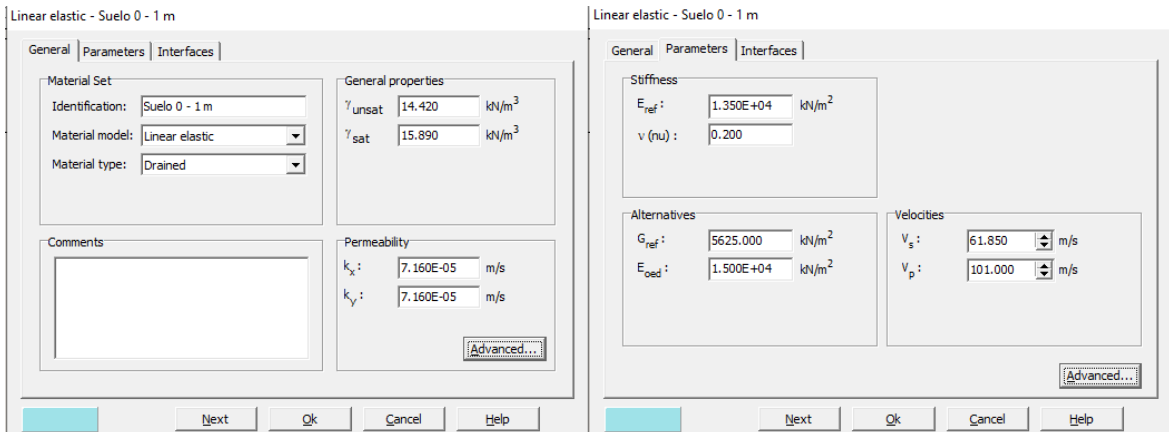 Linear elastic - Suelo 0 - 1 m
General Parameters Interfaces
Material Set
Identification: Suelo 0 - 1 m
Material model: Linear elastic
Material type: Drained
General properties
γunsat 14.420 kN/m³
γsat 15.890 kN/m³
Comments
Permeability
kx: 7.160E-05 m/s
ky: 7.160E-05 m/s
Advanced...
Next Ok Cancel Help
Linear elastic - Suelo 0 - 1 m
General Parameters Interfaces
Stiffness
Eref: 1.350E+04 kN/m²
ν (nu) : 0.200
Alternatives
Gref: 5625.000 kN/m²
Eoed: 1.500E+04 kN/m²
Velocities
Vs: 61.850 m/s
Vp: 101.000 m/s
Advanced...
Next Ok Cancel Help